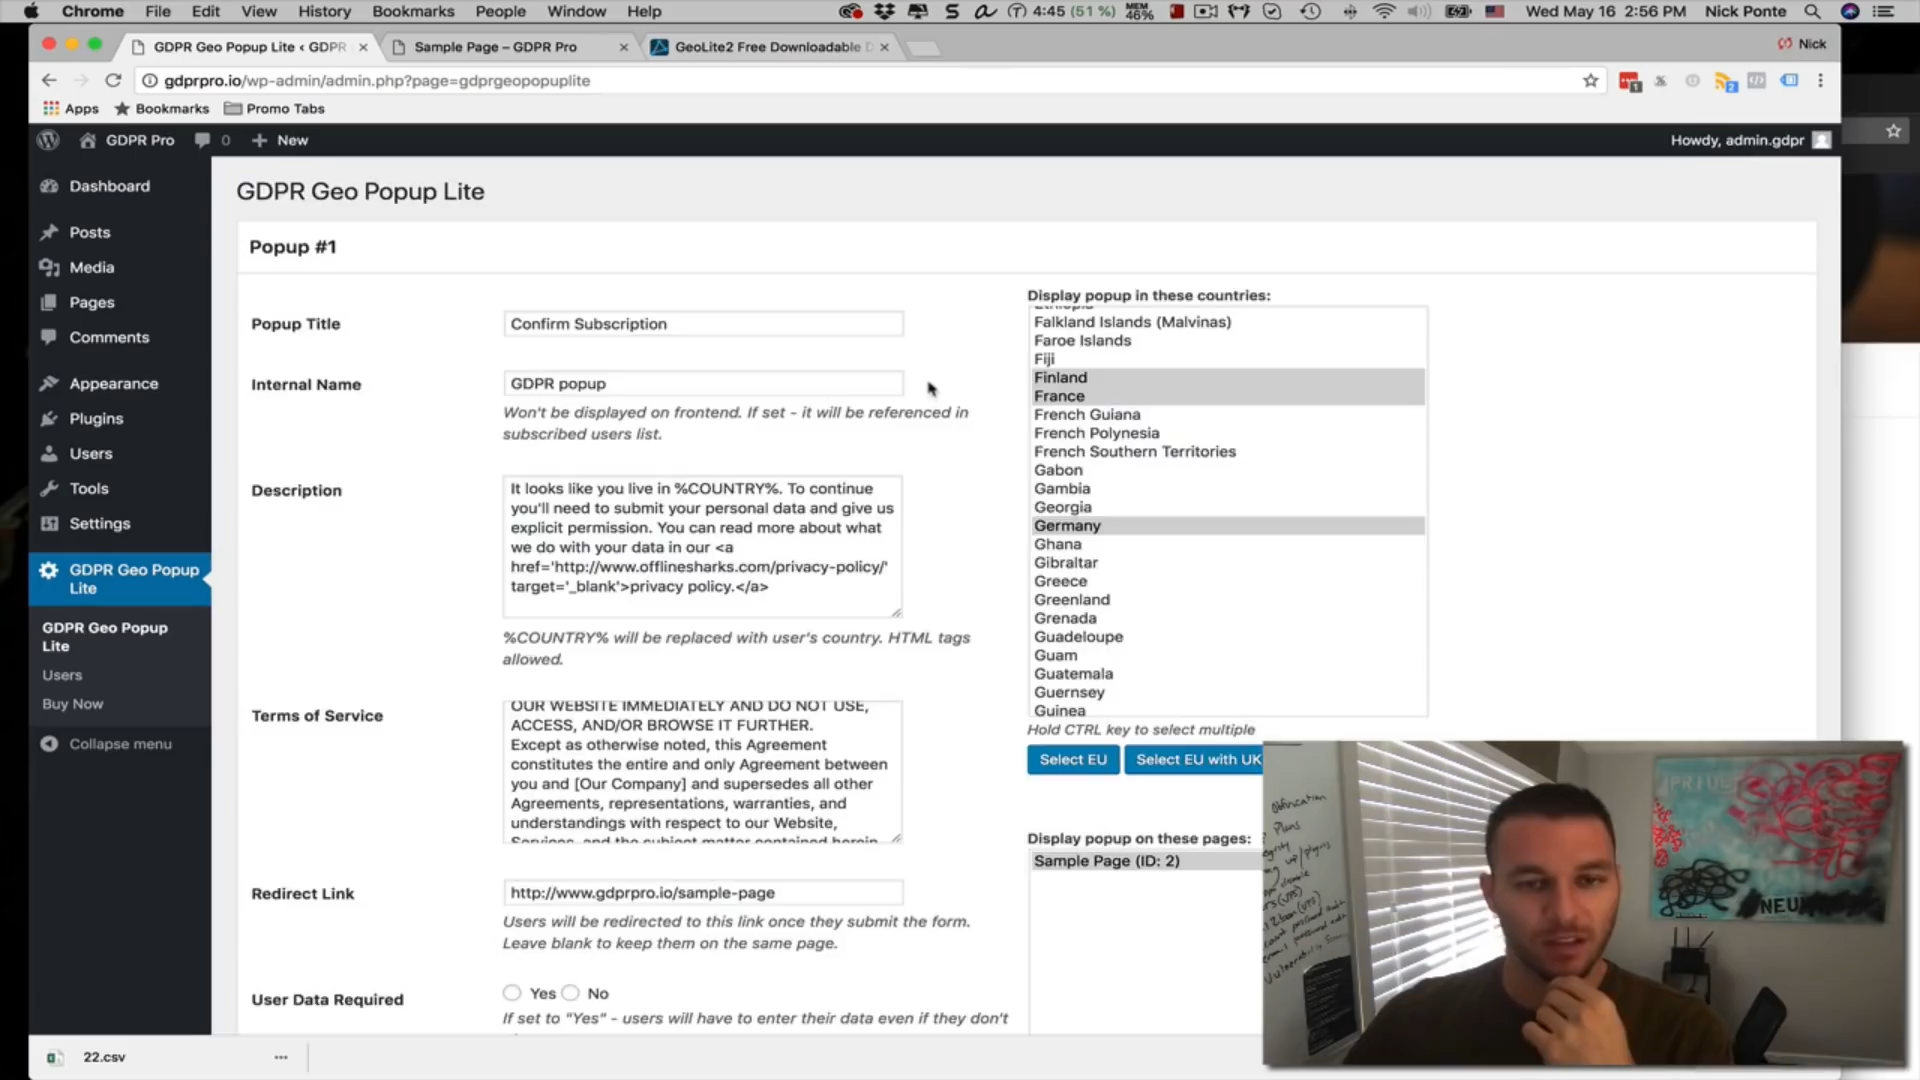 Chrome File Edit View History Bookmarks People Window Help
4:45 (51 %) MEM 46% Wed May 16 2:56 PM Nick Ponte
GDPR Geo Popup Lite ‹ GDPR
Sample Page – GDPR Pro
GeoLite2 Free Downloadable D
Nick
gdprpro.io/wp-admin/admin.php?page=gdprgeopopuplite
Apps Bookmarks Promo Tabs
GDPR Pro 0 New
Howdy, admin.gdpr
Dashboard
Posts
Media
Pages
Comments
Appearance
Plugins
Users
Tools
Settings
GDPR Geo Popup
Lite
GDPR Geo Popup
Lite
Users
Buy Now
Collapse menu
GDPR Geo Popup Lite
Popup #1
Popup Title
Confirm Subscription
Internal Name
GDPR popup
Won't be displayed on frontend. If set - it will be referenced in
subscribed users list.
Description
It looks like you live in %COUNTRY%. To continue
you'll need to submit your personal data and give us
explicit permission. You can read more about what
we do with your data in our <a
href='http://www.offlinesharks.com/privacy-policy/'
target='_blank'>privacy policy.</a>
%COUNTRY% will be replaced with user's country. HTML tags
allowed.
Terms of Service
OUR WEBSITE IMMEDIATELY AND DO NOT USE,
ACCESS, AND/OR BROWSE IT FURTHER.
Except as otherwise noted, this Agreement
constitutes the entire and only Agreement between
you and [Our Company] and supersedes all other
Agreements, representations, warranties, and
understandings with respect to our Website,
Services, and the subject matter contained herein
Redirect Link
http://www.gdprpro.io/sample-page
Users will be redirected to this link once they submit the form.
Leave blank to keep them on the same page.
User Data Required
Yes No
If set to "Yes" - users will have to enter their data even if they don't
Display popup in these countries:
Ethiopia
Falkland Islands (Malvinas)
Faroe Islands
Fiji
Finland
France
French Guiana
French Polynesia
French Southern Territories
Gabon
Gambia
Georgia
Germany
Ghana
Gibraltar
Greece
Greenland
Grenada
Guadeloupe
Guam
Guatemala
Guernsey
Guinea
Hold CTRL key to select multiple
Select EU
Select EU with UK
Display popup on these pages:
Sample Page (ID: 2)
22.csv
Plans
NEU